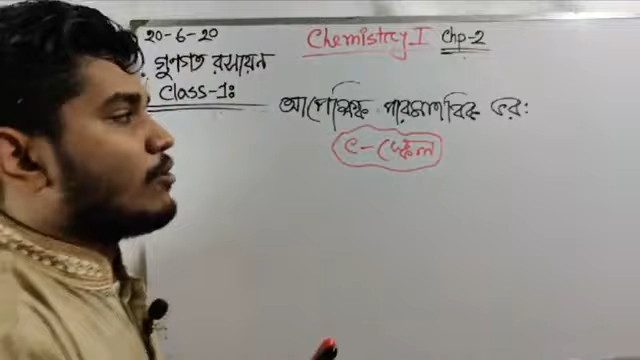 20-6-20
Chemistry I Chp-2
গুণগত রসায়ন
Class-1ঃ
আপেক্ষিক পারমাণবিক ভর:
c-স্কেল